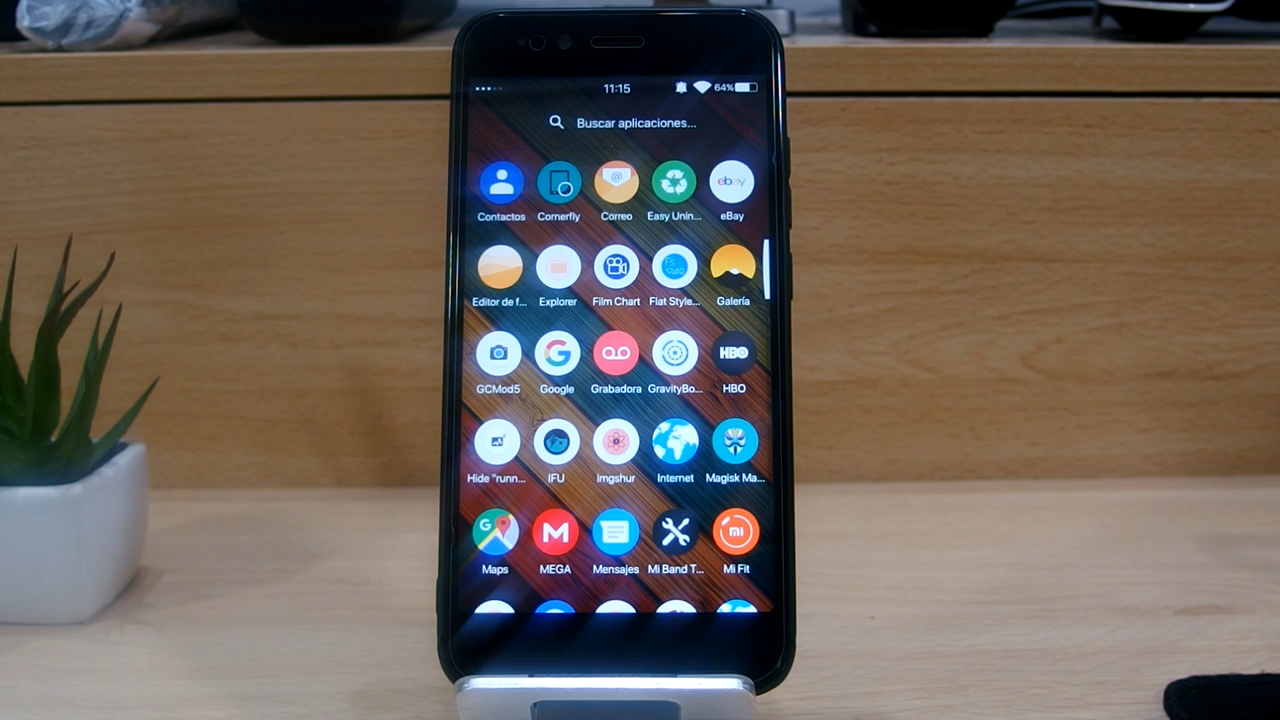 11:15 64%
Buscar aplicaciones...
@ ebay
Contactos Cornerfly Correo Easy Unin... eBay
Editor de f... Explorer Film Chart Flat Style... Galería
G HBO
GCMod5 Google Grabadora GravityBo... HBO
Hide "runn... IFU Imgshur Internet Magisk Ma...
G M mi
Maps MEGA Mensajes Mi Band T... Mi Fit